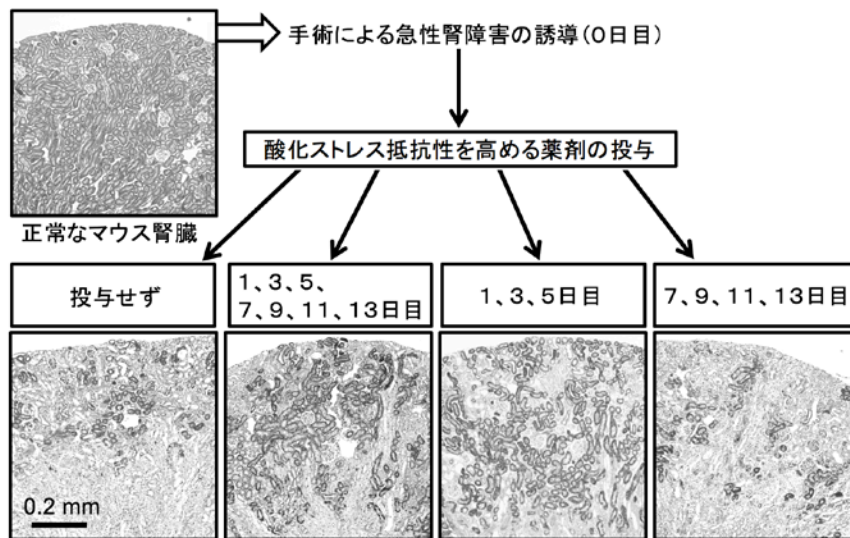 手術による急性腎障害の誘導(0日目)
酸化ストレス抵抗性を高める薬剤の投与
正常なマウス腎臓
投与せず
1、3、5、
7、9、11、13日目
1、3、5日目
7、9、11、13日目
0.2 mm